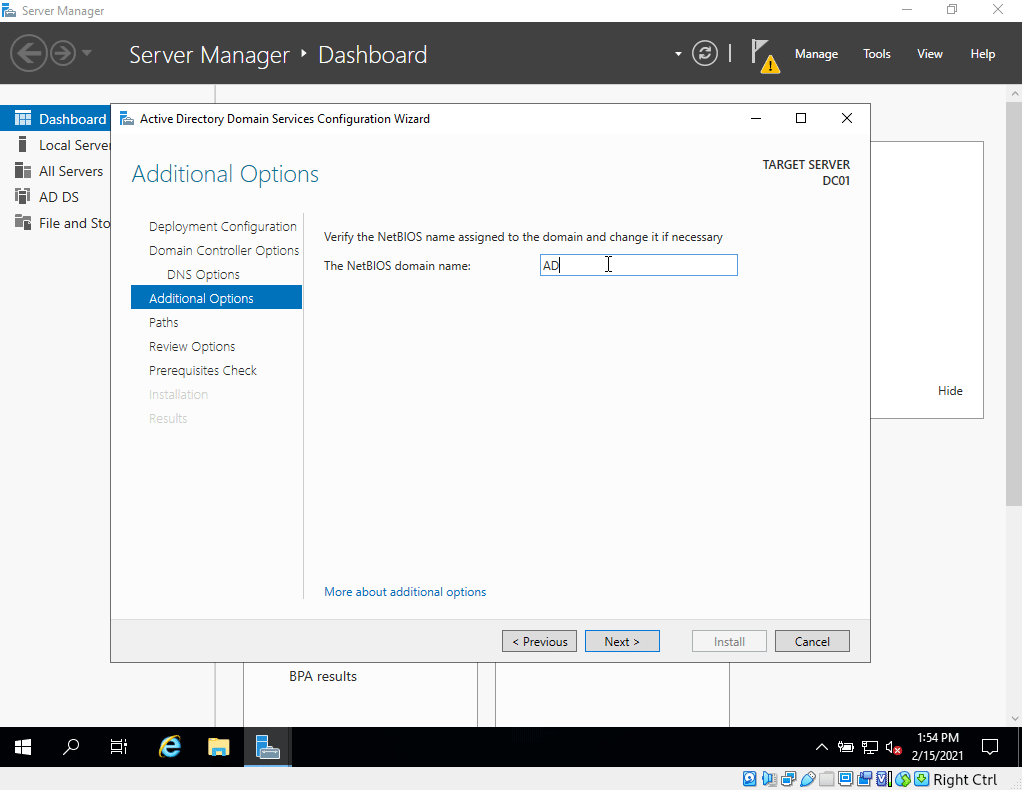 Server Manager
Server Manager ‣ Dashboard
Manage Tools View Help
Dashboard
Local Server
All Servers
AD DS
File and Sto
Active Directory Domain Services Configuration Wizard
Additional Options
TARGET SERVER
DC01
Deployment Configuration
Domain Controller Options
DNS Options
Additional Options
Paths
Review Options
Prerequisites Check
Installation
Results
Verify the NetBIOS name assigned to the domain and change it if necessary
The NetBIOS domain name: AD
More about additional options
< Previous Next > Install Cancel
Hide
BPA results
1:54 PM
2/15/2021
Right Ctrl